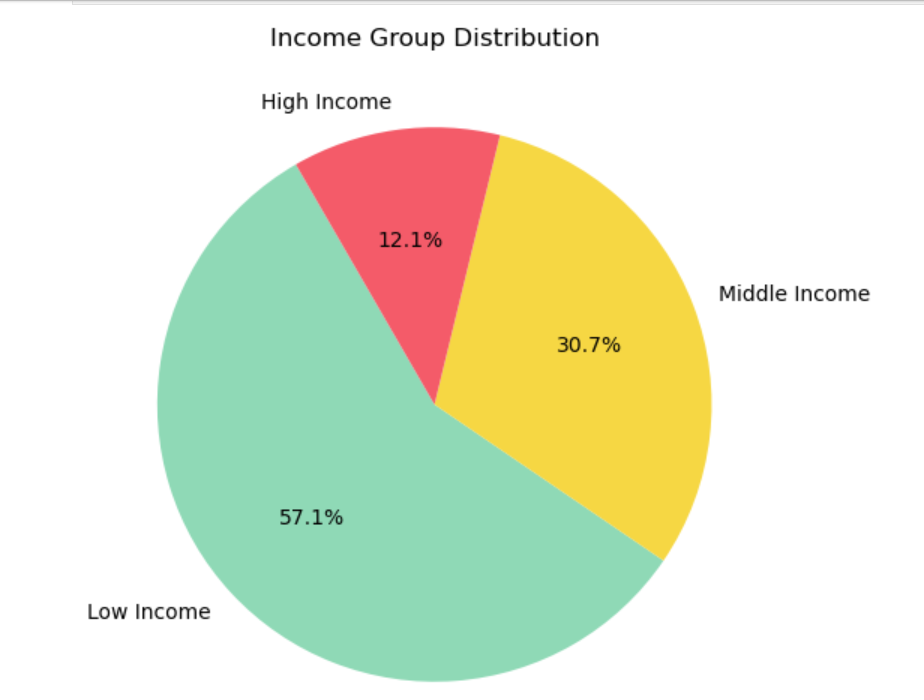 Income Group Distribution
High Income
12.1%
Middle Income
30.7%
57.1%
Low Income